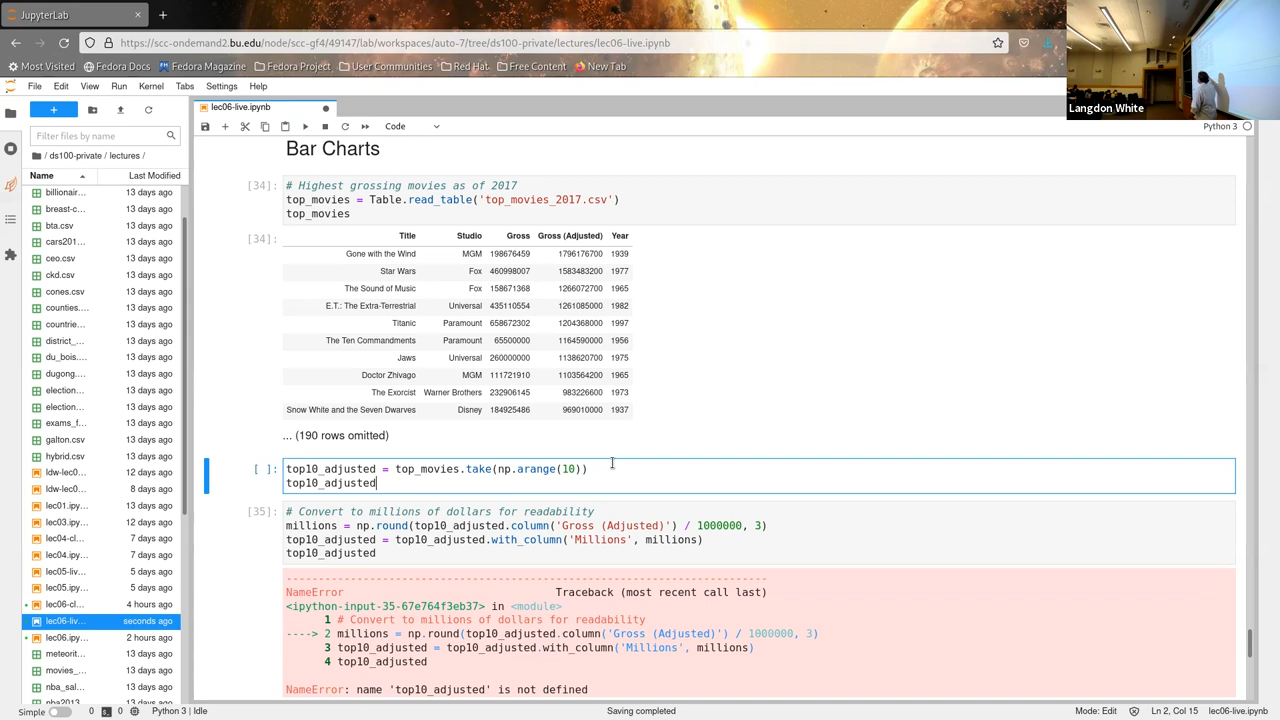 JupyterLab
https://scc-ondemand2.bu.edu/node/scc-gf4/49147/lab/workspaces/auto-7/tree/ds100-private/lectures/lec06-live.ipynb
Most Visited Fedora Docs Fedora Magazine Fedora Project User Communities Red Hat Free Content New Tab
Langdon White
File Edit View Run Kernel Tabs Settings Help
lec06-live.ipynb
Code
Python 3
Filter files by name
/ ds100-private / lectures /
Name Last Modified
billionair... 13 days ago
breast-c... 13 days ago
bta.csv 13 days ago
cars201... 13 days ago
ceo.csv 13 days ago
ckd.csv 13 days ago
cones.csv 13 days ago
counties.... 13 days ago
countrie... 13 days ago
district_... 13 days ago
du_bois.... 13 days ago
dugong.... 13 days ago
election... 13 days ago
election... 13 days ago
exams_f... 13 days ago
galton.csv 13 days ago
hybrid.csv 13 days ago
ldw-lec0... 13 days ago
ldw-lec0... 8 days ago
lec01.ipy... 13 days ago
lec03.ipy... 12 days ago
lec04-cl... 7 days ago
lec04.ipy... 7 days ago
lec05-liv... 5 days ago
lec05.ipy... 5 days ago
lec06-cl... 4 hours ago
lec06-liv... seconds ago
lec06.ipy... 2 hours ago
meteorit... 13 days ago
movies_... 13 days ago
nba_sal... 13 days ago
nba2013... 13 days ago
Bar Charts
[34]: # Highest grossing movies as of 2017
top_movies = Table.read_table('top_movies_2017.csv')
top_movies
[34]: Title Studio Gross Gross (Adjusted) Year
Gone with the Wind MGM 198676459 1796176700 1939
Star Wars Fox 460998007 1583483200 1977
The Sound of Music Fox 158671368 1266072700 1965
E.T.: The Extra-Terrestrial Universal 435110554 1261085000 1982
Titanic Paramount 658672302 1204368000 1997
The Ten Commandments Paramount 65500000 1164590000 1956
Jaws Universal 260000000 1138620700 1975
Doctor Zhivago MGM 111721910 1103564200 1965
The Exorcist Warner Brothers 232906145 983226600 1973
Snow White and the Seven Dwarves Disney 184925486 969010000 1937
... (190 rows omitted)
[ ]: top10_adjusted = top_movies.take(np.arange(10))
top10_adjusted
[35]: # Convert to millions of dollars for readability
millions = np.round(top10_adjusted.column('Gross (Adjusted)') / 1000000, 3)
top10_adjusted = top10_adjusted.with_column('Millions', millions)
top10_adjusted
---------------------------------------------------------------------------
NameError Traceback (most recent call last)
<ipython-input-35-67e764f3eb37> in <module>
1 # Convert to millions of dollars for readability
----> 2 millions = np.round(top10_adjusted.column('Gross (Adjusted)') / 1000000, 3)
3 top10_adjusted = top10_adjusted.with_column('Millions', millions)
4 top10_adjusted
NameError: name 'top10_adjusted' is not defined
Simple 0 0 Python 3 | Idle Saving completed Mode: Edit Ln 2, Col 15 lec06-live.ipynb